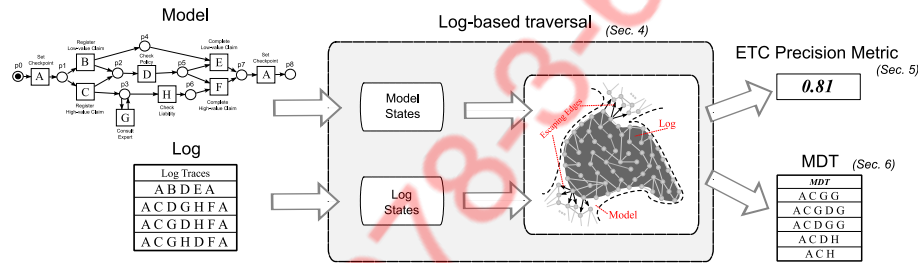 Model
Log-based traversal
(Sec. 4)
ETC Precision Metric
(Sec. 5)
0.81
Register
Low-value Claim
p4
Complete
Low-value Claim
Set
Checkpoint
Check
Policy
Set
Checkpoint
p0
A
p1
B
p2
D
p5
E
p7
A
p8
C
p3
H
p6
F
Register
High-value Claim
Check
Liability
Complete
High-value Claim
G
Consult
Expert
Model
States
Escaping Edges
Log
Log
Log Traces
A B D E A
A C D G H F A
A C G D H F A
A C G H D F A
Log
States
Model
MDT
(Sec. 6)
MDT
A C G G
A C G D G
A C D G G
A C D H
A C H
978-3-0